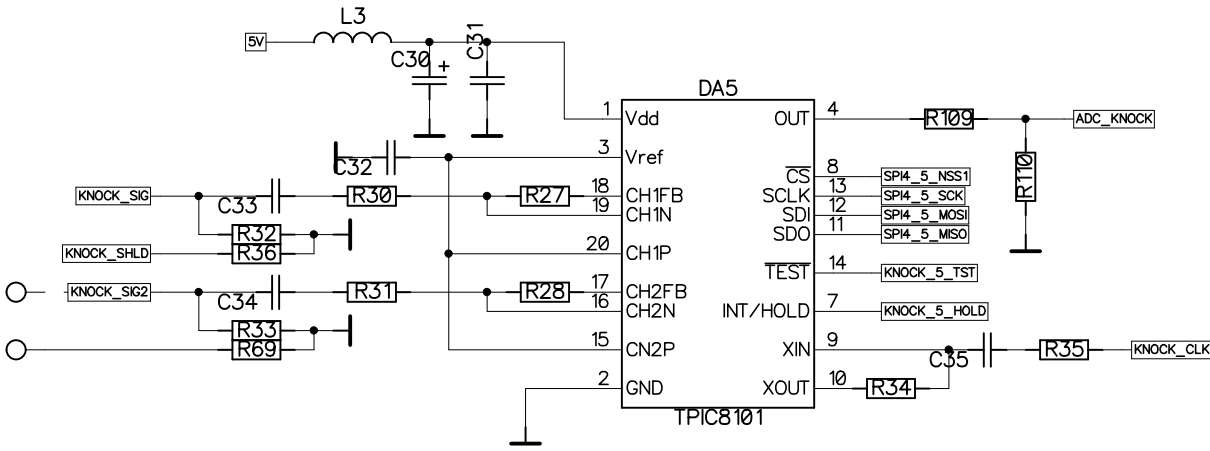 L3
5V
C30
+
C31
DA5
1
Vdd
OUT
4
R109
ADC_KNOCK
3
Vref
C32
R110
CS
8
SPI4_5_NSS1
KNOCK_SIG
C33
R30
R27
18
CH1FB
SCLK
13
SPI4_5_SCK
19
CH1N
SDI
12
SPI4_5_MOSI
R32
SDO
11
SPI4_5_MISO
KNOCK_SHLD
R36
20
CH1P
TEST
14
KNOCK_5_TST
KNOCK_SIG2
C34
R31
R28
17
CH2FB
16
CH2N
INT/HOLD
7
KNOCK_5_HOLD
R33
R69
15
CN2P
XIN
9
C35
R35
KNOCK_CLK
2
GND
XOUT
10
R34
TPIC8101